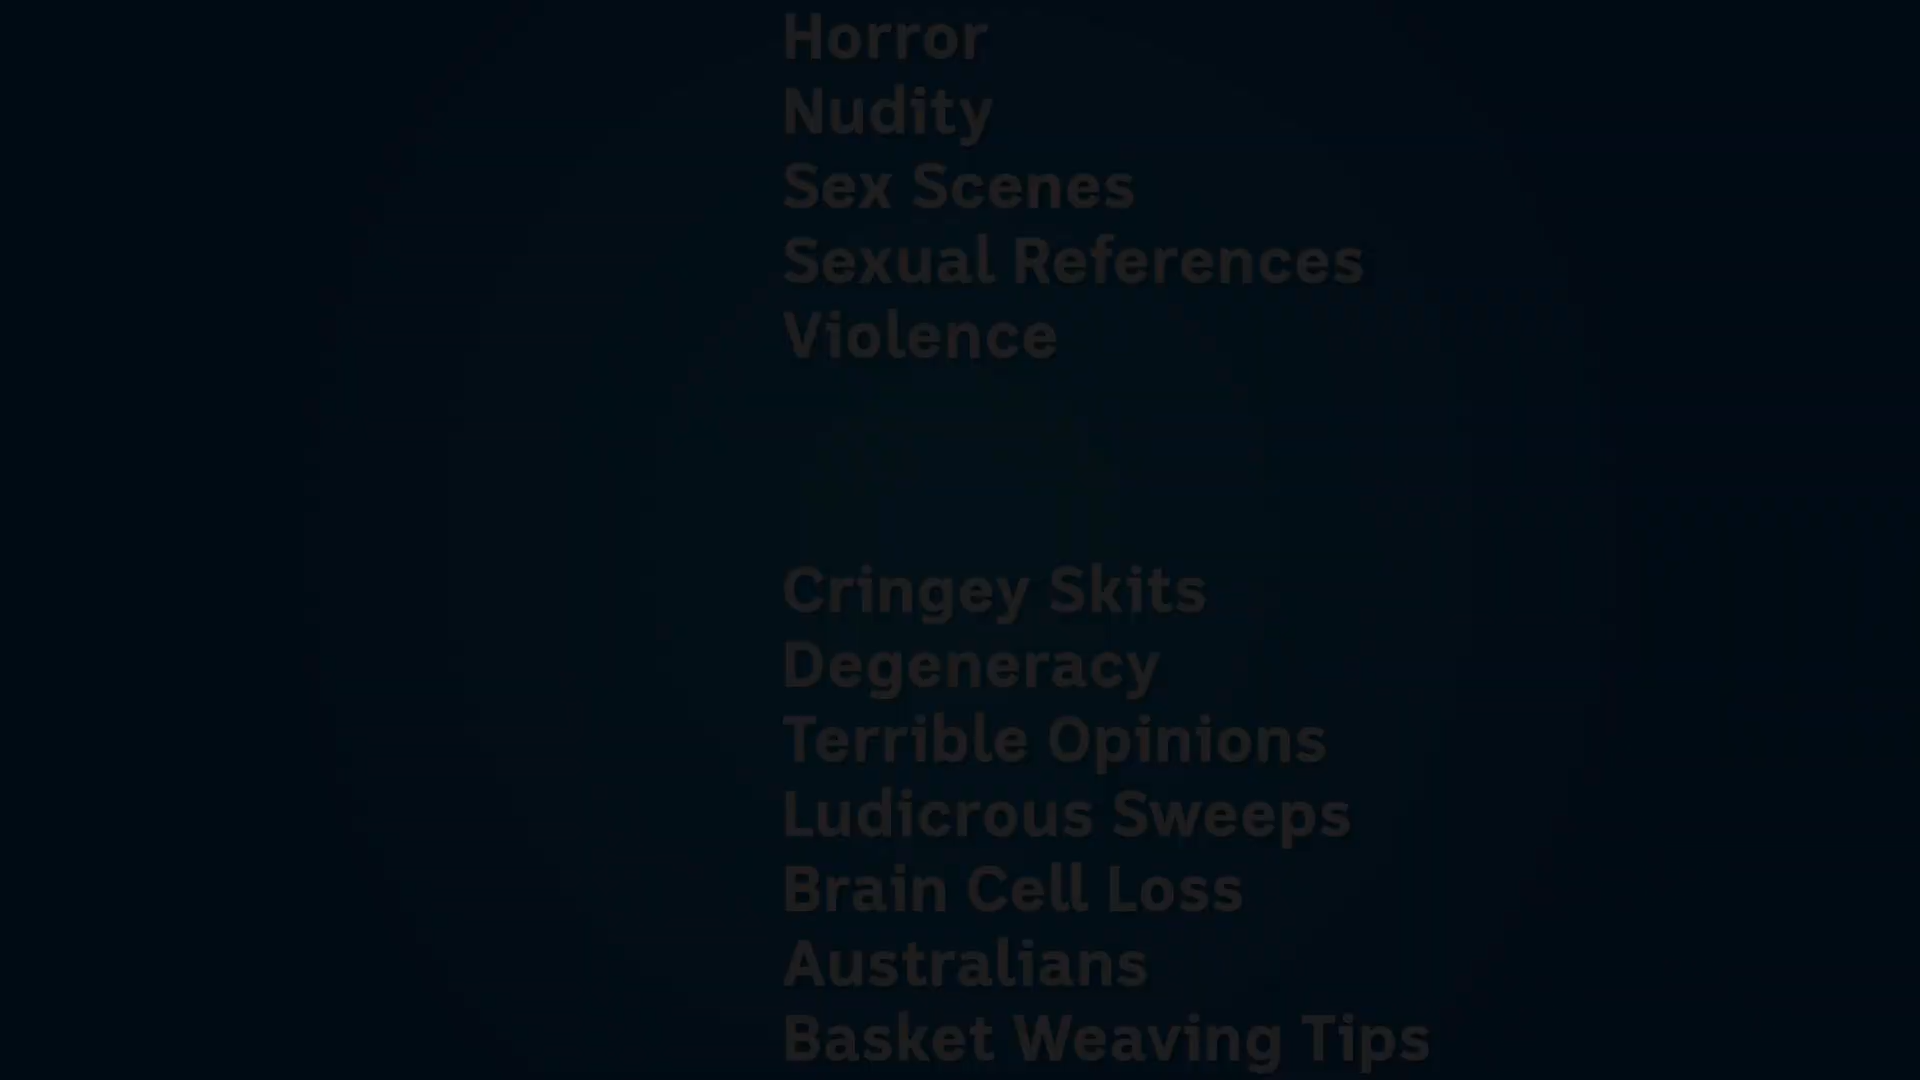 Horror
Nudity
Sex Scenes
Sexual References
Violence
Cringey Skits
Degeneracy
Terrible Opinions
Ludicrous Sweeps
Brain Cell Loss
Australians
Basket Weaving Tips